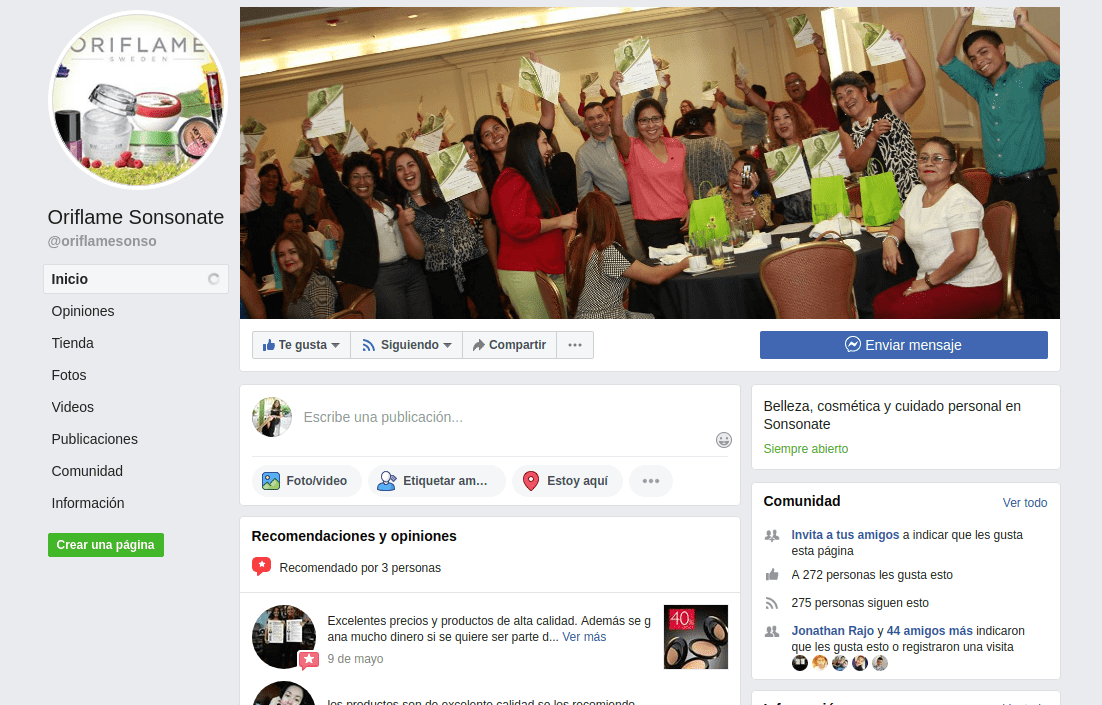 ORIFLAME
SWEDEN
Oriflame Sonsonate
@oriflamesonso
Inicio
Opiniones
Tienda
Fotos
Videos
Publicaciones
Comunidad
Información
Crear una página
Te gusta
Siguiendo
Compartir
Enviar mensaje
Escribe una publicación...
Foto/video
Etiquetar am...
Estoy aquí
Recomendaciones y opiniones
Recomendado por 3 personas
Excelentes precios y productos de alta calidad. Además se g
ana mucho dinero si se quiere ser parte d... Ver más
9 de mayo
40%
los productos son de excelente calidad se los recomiendo
Belleza, cosmética y cuidado personal en
Sonsonate
Siempre abierto
Comunidad
Ver todo
Invita a tus amigos a indicar que les gusta
esta página
A 272 personas les gusta esto
275 personas siguen esto
Jonathan Rajo y 44 amigos más indicaron
que les gusta esto o registraron una visita